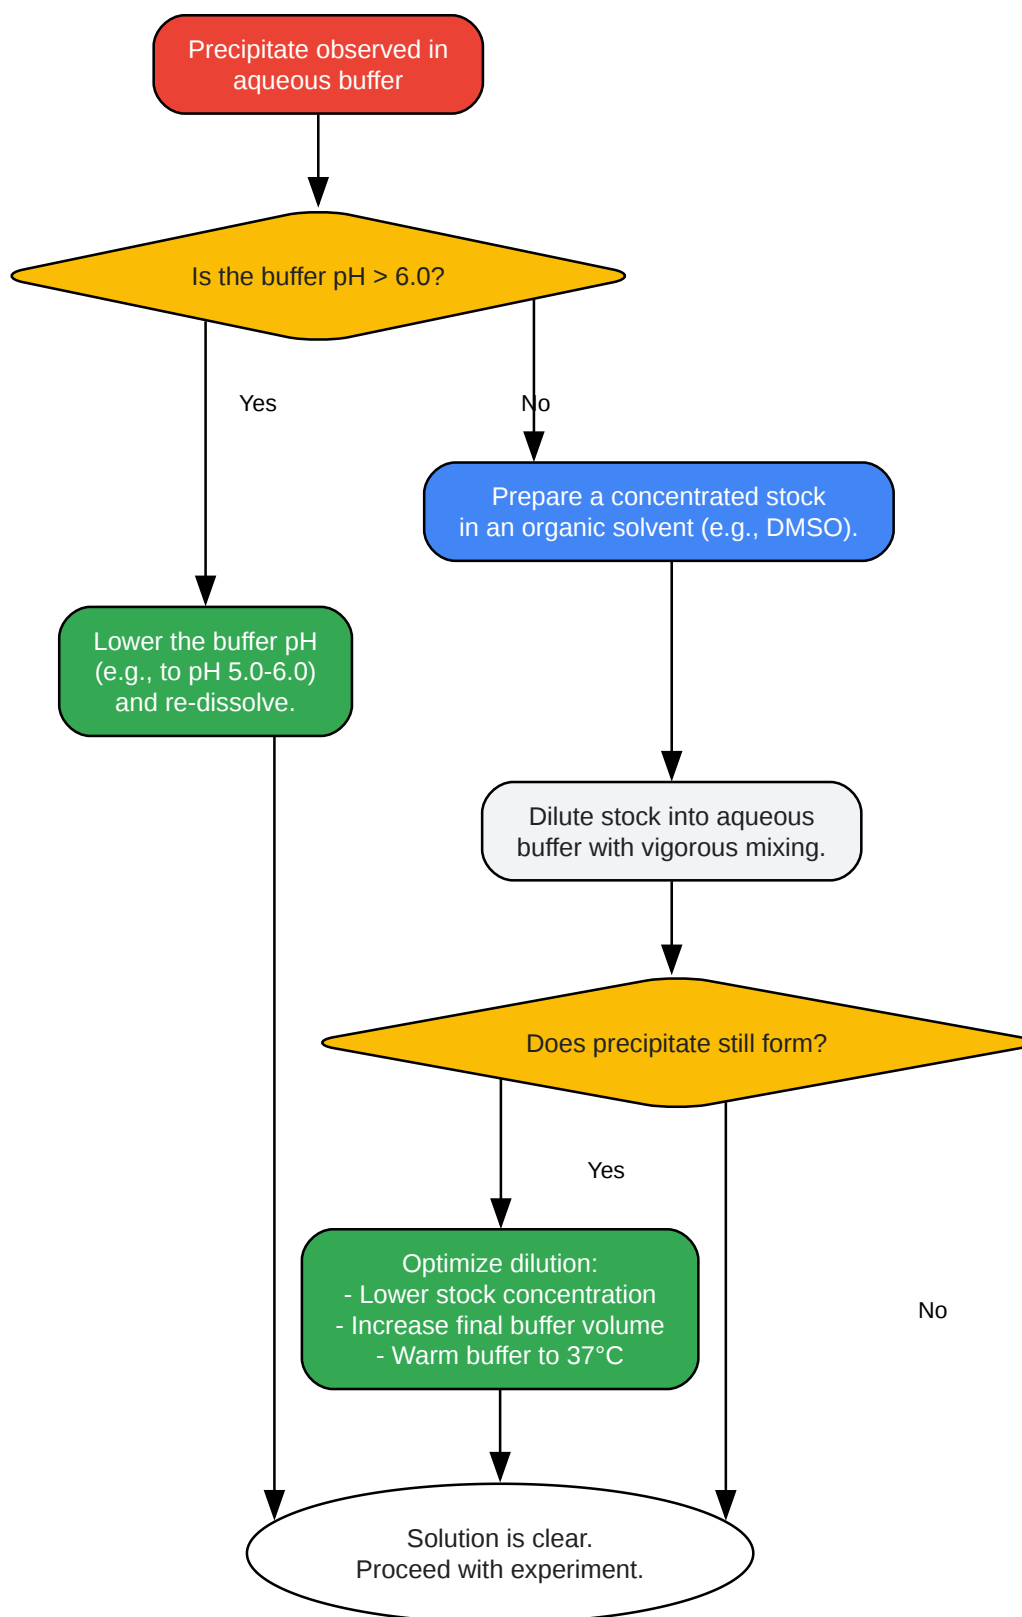 Precipitate observed in
aqueous buffer
Is the buffer pH > 6.0?
Yes
No
Prepare a concentrated stock
in an organic solvent (e.g., DMSO).
Lower the buffer pH
(e.g., to pH 5.0-6.0)
and re-dissolve.
Dilute stock into aqueous
buffer with vigorous mixing.
Does precipitate still form?
Yes
Optimize dilution:
- Lower stock concentration
- Increase final buffer volume
- Warm buffer to 37°C
No
Solution is clear.
Proceed with experiment.